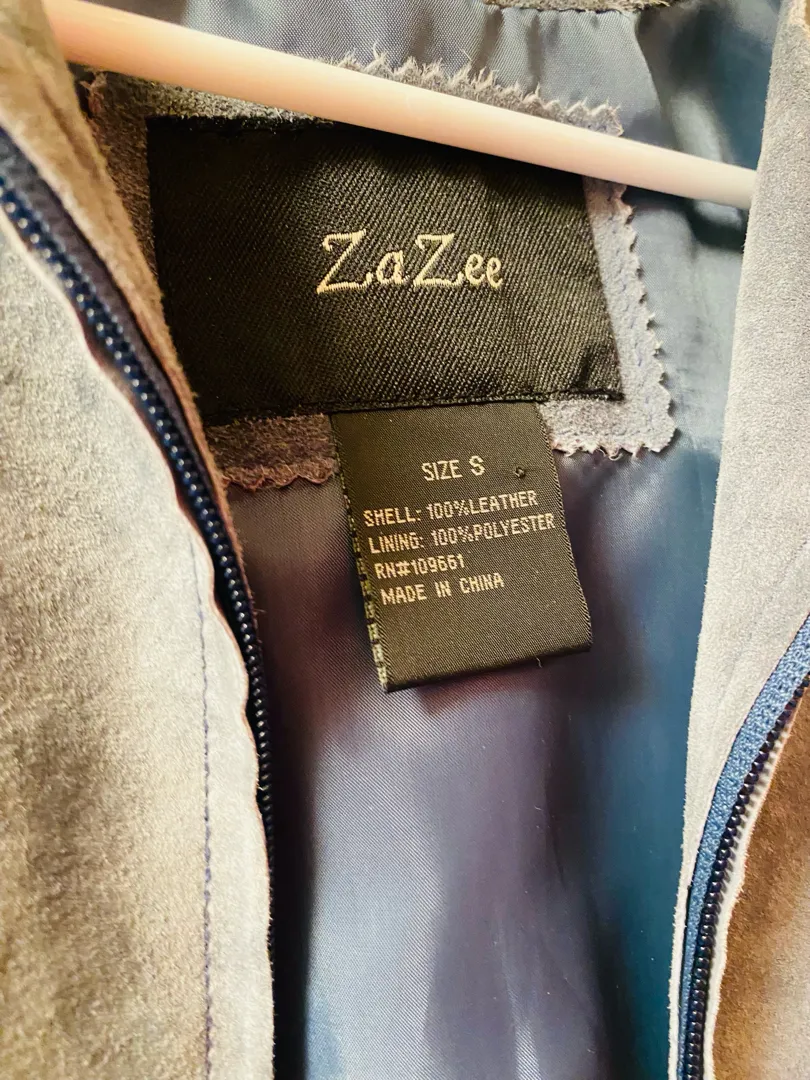 ZaZee
SIZE S
SHELL: 100%LEATHER
LINING: 100%POLYESTER
RN#109661
MADE IN CHINA